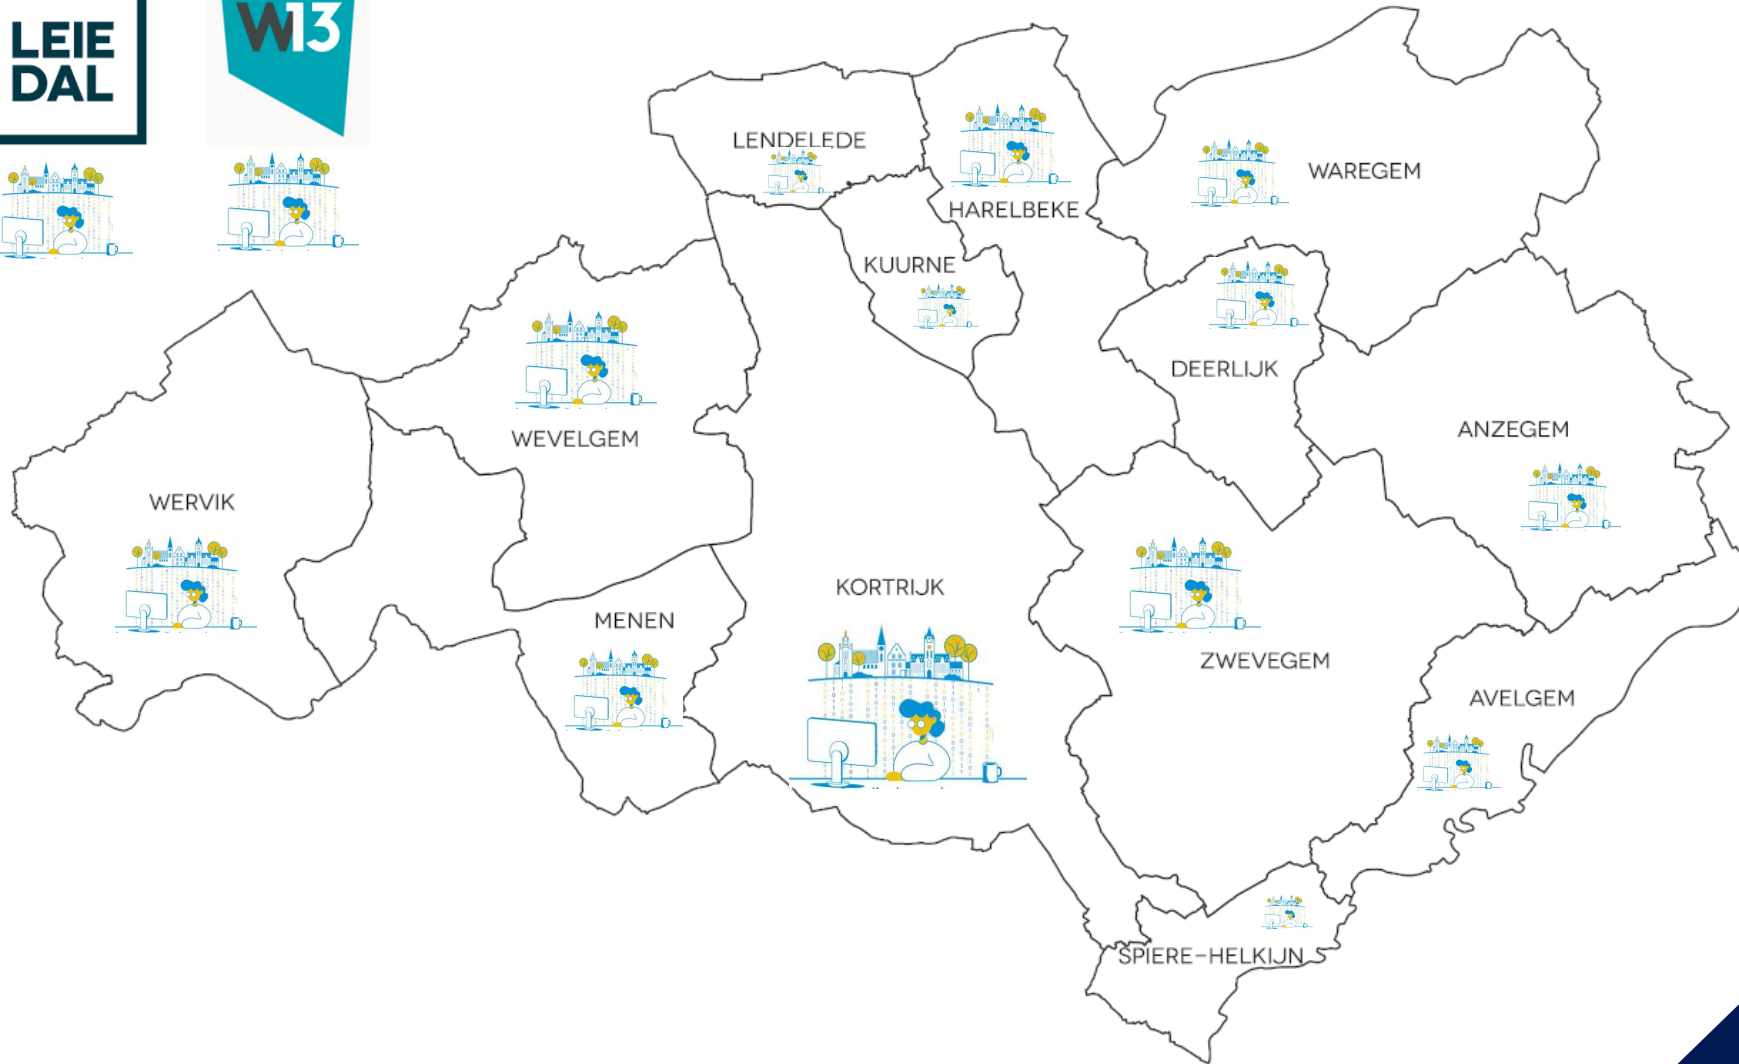 LEIE
DAL
W13
LENDELEDE
WAREGEM
HARELBEKE
KUURNE
DEERLIJK
ANZEGEM
WEVELGEM
WERVIK
KORTRIJK
MENEN
ZWEVEGEM
AVELGEM
SPIERE-HELKIJN